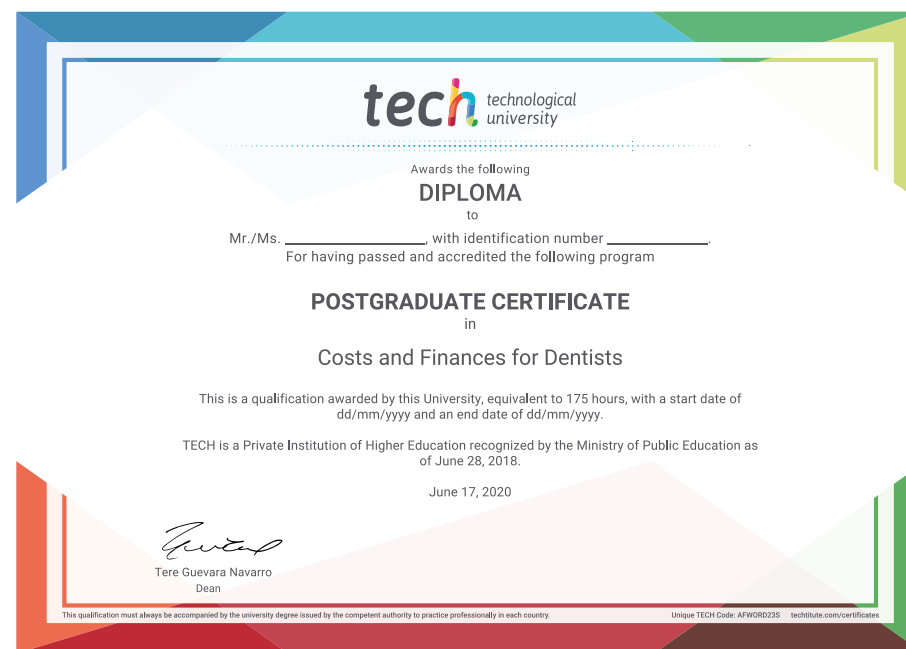 tech technological
university
Awards the following
DIPLOMA
to
Mr./Ms. ____________________, with identification number ______________.
For having passed and accredited the following program
POSTGRADUATE CERTIFICATE
in
Costs and Finances for Dentists
This is a qualification awarded by this University, equivalent to 175 hours, with a start date of
dd/mm/yyyy and an end date of dd/mm/yyyy.
TECH is a Private Institution of Higher Education recognized by the Ministry of Public Education as
of June 28, 2018.
June 17, 2020
Tere Guevara Navarro
Dean
This qualification must always be accompanied by the university degree issued by the competent authority to practice professionally in each country. Unique TECH Code: AFWORD23S techtitute.com/certificates